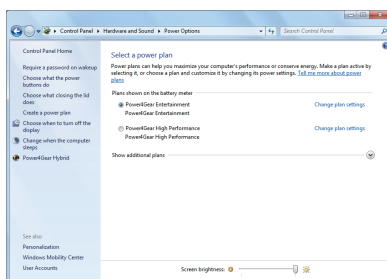 Control Panel ▸ Hardware and Sound ▸ Power Options
Search Control Panel
Control Panel Home
Require a password on wakeup
Choose what the power
buttons do
Choose what closing the lid
does
Create a power plan
Choose when to turn off the
display
Change when the computer
sleeps
Power4Gear Hybrid
See also
Personalization
Windows Mobility Center
User Accounts
Select a power plan
Power plans can help you maximize your computer's performance or conserve energy. Make a plan active by
selecting it, or choose a plan and customize it by changing its power settings. Tell me more about power
plans
Plans shown on the battery meter
Power4Gear Entertainment Change plan settings
Power4Gear Entertainment
Power4Gear High Performance Change plan settings
Power4Gear High Performance
Show additional plans
Screen brightness: